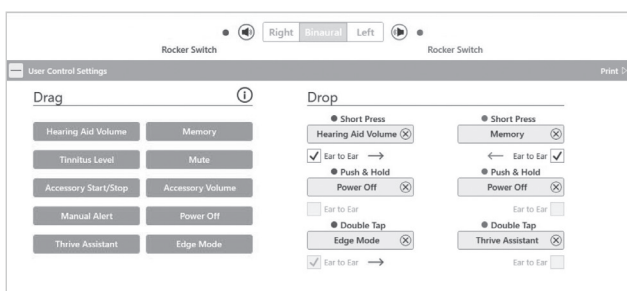 Right Binaural Left
Rocker Switch Rocker Switch
User Control Settings Print
Drag Drop
Short Press Short Press
Hearing Aid Volume Memory Hearing Aid Volume Memory
Tinnitus Level Mute Ear to Ear Ear to Ear
Push & Hold Push & Hold
Accessory Start/Stop Accessory Volume Power Off Power Off
Manual Alert Power Off Ear to Ear Ear to Ear
Double Tap Double Tap
Thrive Assistant Edge Mode Edge Mode Thrive Assistant
Ear to Ear Ear to Ear